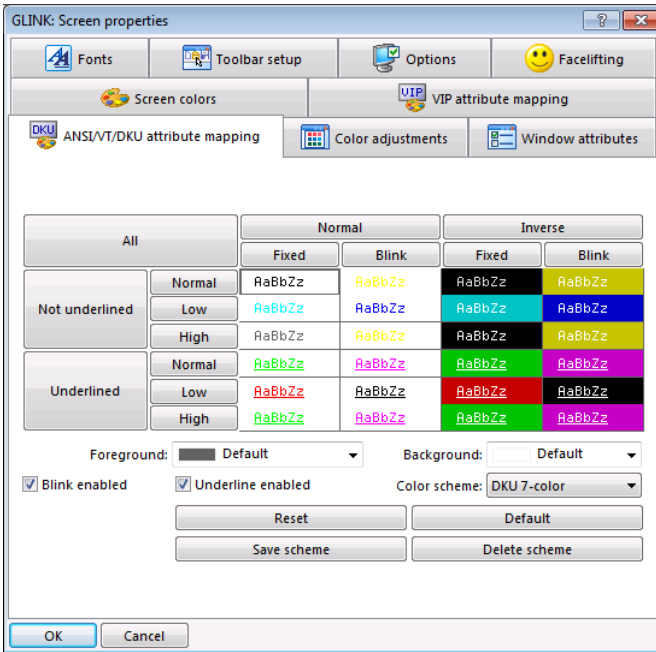 GLINK: Screen properties
Fonts Toolbar setup Options Facelifting
Screen colors VIP VIP attribute mapping
DKU ANSI/VT/DKU attribute mapping Color adjustments Window attributes
All Normal Inverse
Fixed Blink Fixed Blink
Not underlined Normal AaBbZz AaBbZz AaBbZz AaBbZz
Low AaBbZz AaBbZz AaBbZz AaBbZz
High AaBbZz AaBbZz AaBbZz AaBbZz
Underlined Normal AaBbZz AaBbZz AaBbZz AaBbZz
Low AaBbZz AaBbZz AaBbZz AaBbZz
High AaBbZz AaBbZz AaBbZz AaBbZz
Foreground: Default Background: Default
Blink enabled Underline enabled Color scheme: DKU 7-color
Reset Default
Save scheme Delete scheme
OK Cancel